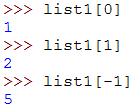 >>> list1[0]
1
>>> list1[1]
2
>>> list1[-1]
5